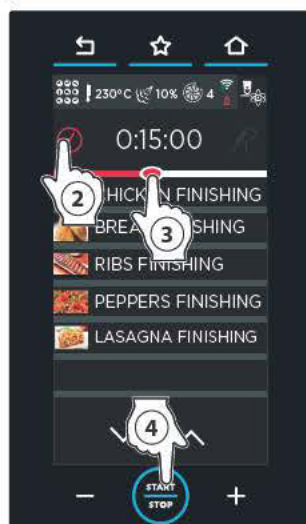 230°C 10% 4
0:15:00
2
3
CHICKEN FINISHING
BREAD FINISHING
RIBS FINISHING
PEPPERS FINISHING
LASAGNA FINISHING
4
START
STOP